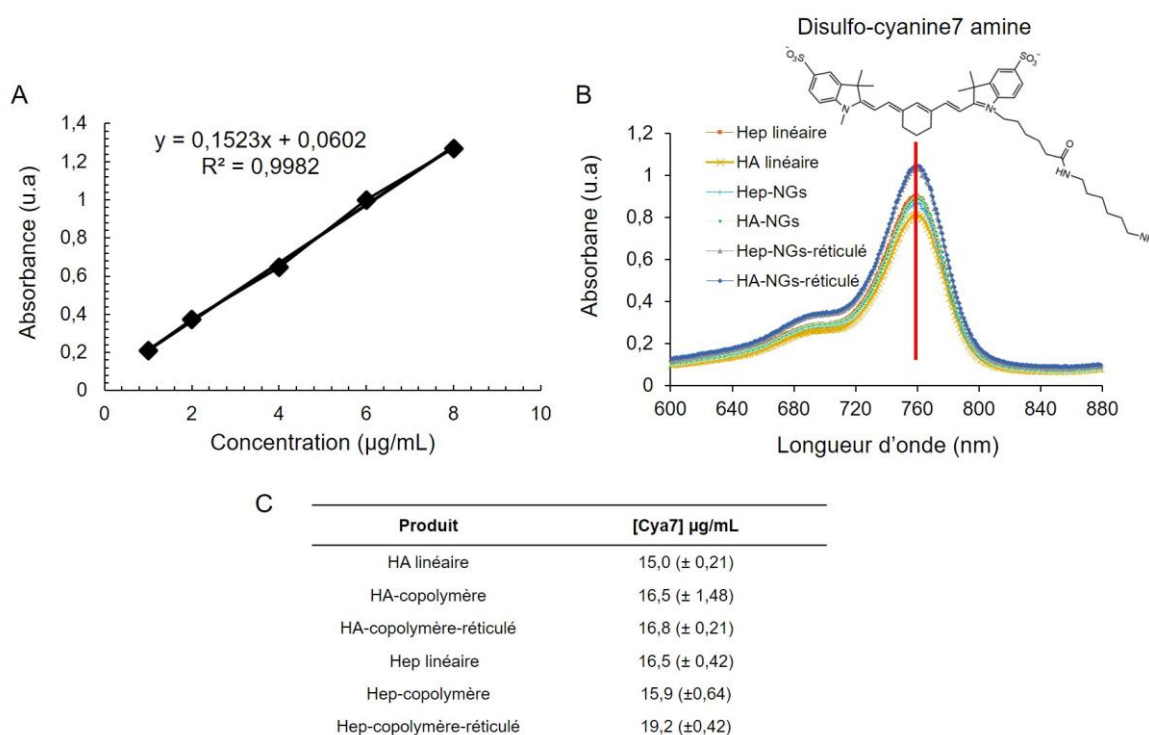 Disulfo-cyanine7 amine
⁻O₃S
SO₃⁻
N
N⁺
O
HN
A
y = 0,1523x + 0,0602
R² = 0,9982
Absorbance (u.a)
1,4
1,2
1
0,8
0,6
0,4
0,2
0
0
2
4
6
8
10
Concentration (µg/mL)
B
Absorbane (u.a)
1,2
1
0,8
0,6
0,4
0,2
0
600
640
680
720
760
800
840
880
Longueur d’onde (nm)
Hep linéaire
HA linéaire
Hep-NGs
HA-NGs
Hep-NGs-réticulé
HA-NGs-réticulé
C
Produit [Cya7] µg/mL
HA linéaire 15,0 (± 0,21)
HA-copolymère 16,5 (± 1,48)
HA-copolymère-réticulé 16,8 (± 0,21)
Hep linéaire 16,5 (± 0,42)
Hep-copolymère 15,9 (±0,64)
Hep-copolymère-réticulé 19,2 (±0,42)